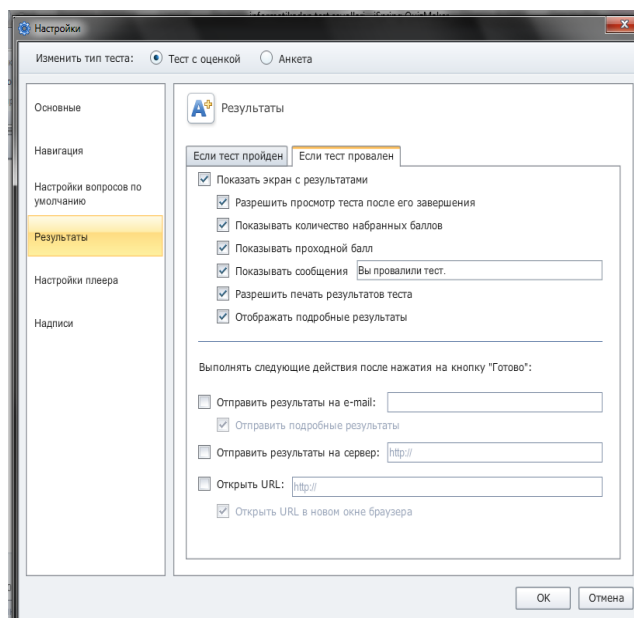 Настройки
Изменить тип теста: Тест с оценкой Анкета
Основные
Навигация
Настройки вопросов по
умолчанию
Результаты
Настройки плеера
Надписи
Результаты
Если тест пройден Если тест провален
Показать экран с результатами
Разрешить просмотр теста после его завершения
Показывать количество набранных баллов
Показывать проходной балл
Показывать сообщения Вы провалили тест.
Разрешить печать результатов теста
Отображать подробные результаты
Выполнять следующие действия после нажатия на кнопку "Готово":
Отправить результаты на e-mail:
Отправить подробные результаты
Отправить результаты на сервер: http://
Открыть URL: http://
Открыть URL в новом окне браузера
OK Отмена